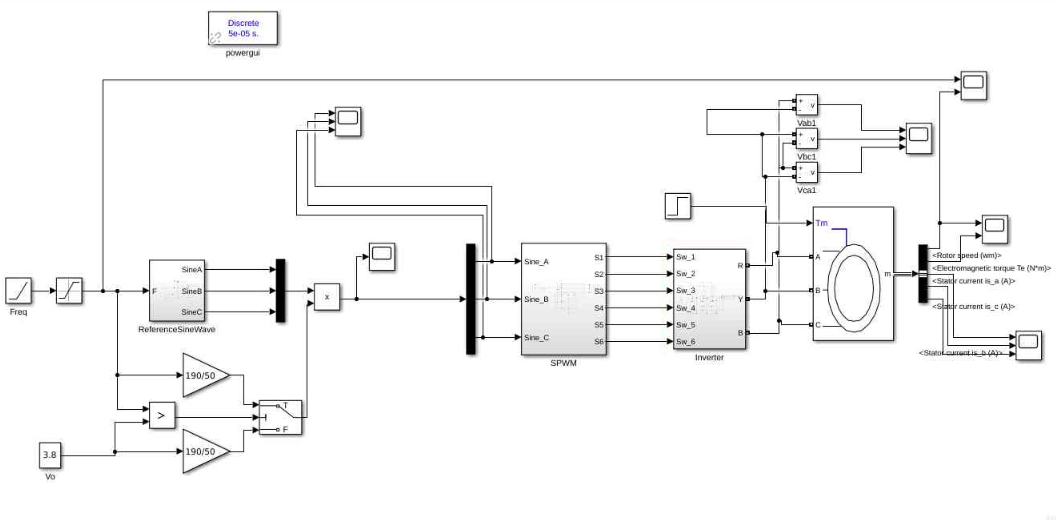 Discrete
5e-05 s.
powergui
+
-
v
Vab1
+
-
v
Vbc1
+
-
v
Vca1
Tm
A
B
C
m
<Rotor speed (wm)>
<Electromagnetic torque Te (N*m)>
<Stator current is_a (A)>
<Stator current is_c (A)>
<Stator current is_b (A)>
Freq
F
SineA
SineB
SineC
ReferenceSineWave
x
Sine_A
Sine_B
Sine_C
S1
S2
S3
S4
S5
S6
SPWM
Sw_1
Sw_2
Sw_3
Sw_4
Sw_5
Sw_6
R
Y
B
Inverter
190/50
>
T
F
3.8
Vo
190/50